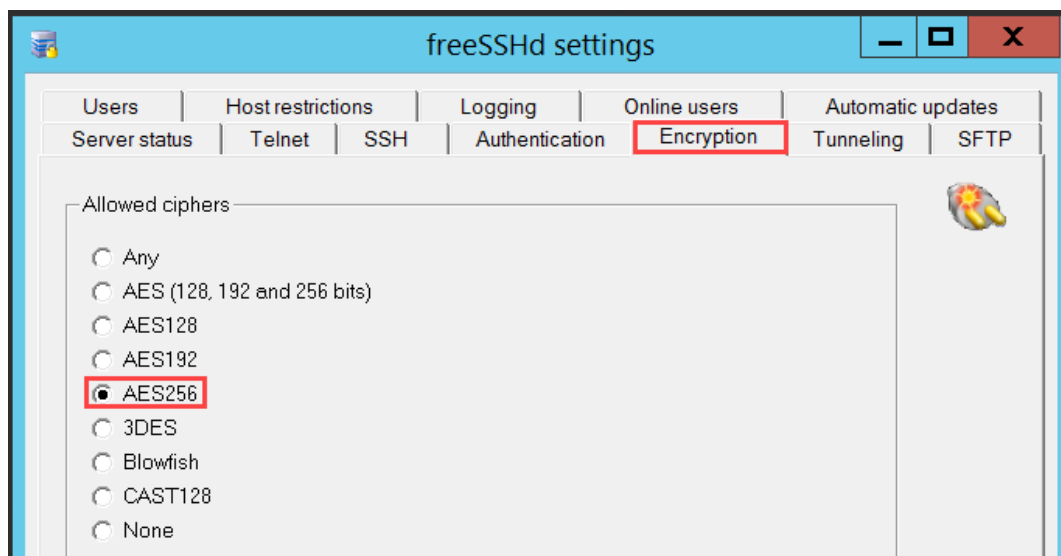 freeSSHd settings
Users Host restrictions Logging Online users Automatic updates
Server status Telnet SSH Authentication Encryption Tunneling SFTP
Allowed ciphers
Any
AES (128, 192 and 256 bits)
AES128
AES192
AES256
3DES
Blowfish
CAST128
None